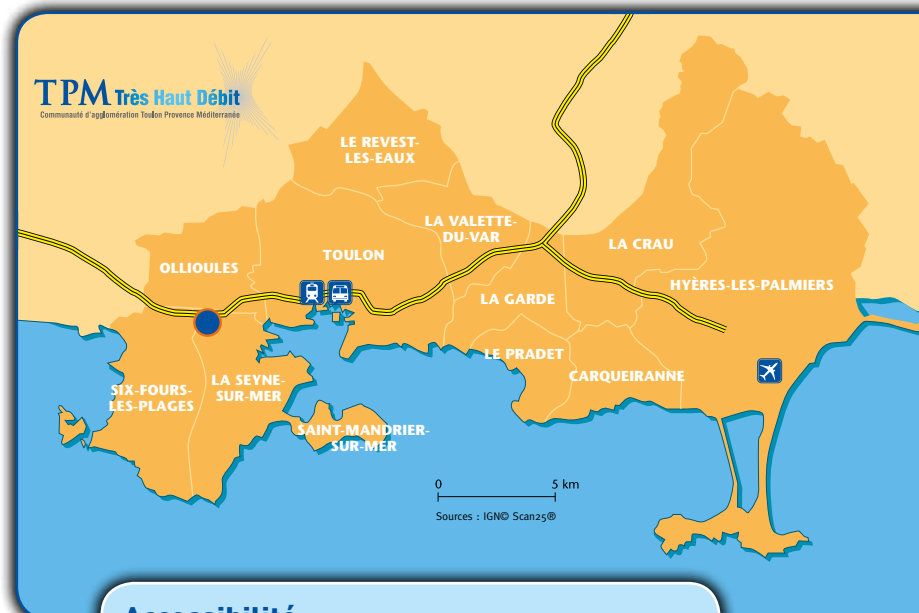 TPM Très Haut Débit
Communauté d'agglomération Toulon Provence Méditerranée
LE REVEST-
LES-EAUX
LA VALETTE-
DU-VAR
LA CRAU
TOULON
OLLIOULES
HYÈRES-LES-PALMIERS
LA GARDE
LE PRADET
CARQUEIRANNE
LA SEYNE-
SUR-MER
SIX-FOURS-
LES-PLAGES
SAINT-MANDRIER-
SUR-MER
0 5 km
Sources : IGN© Scan25®
Accessibilité